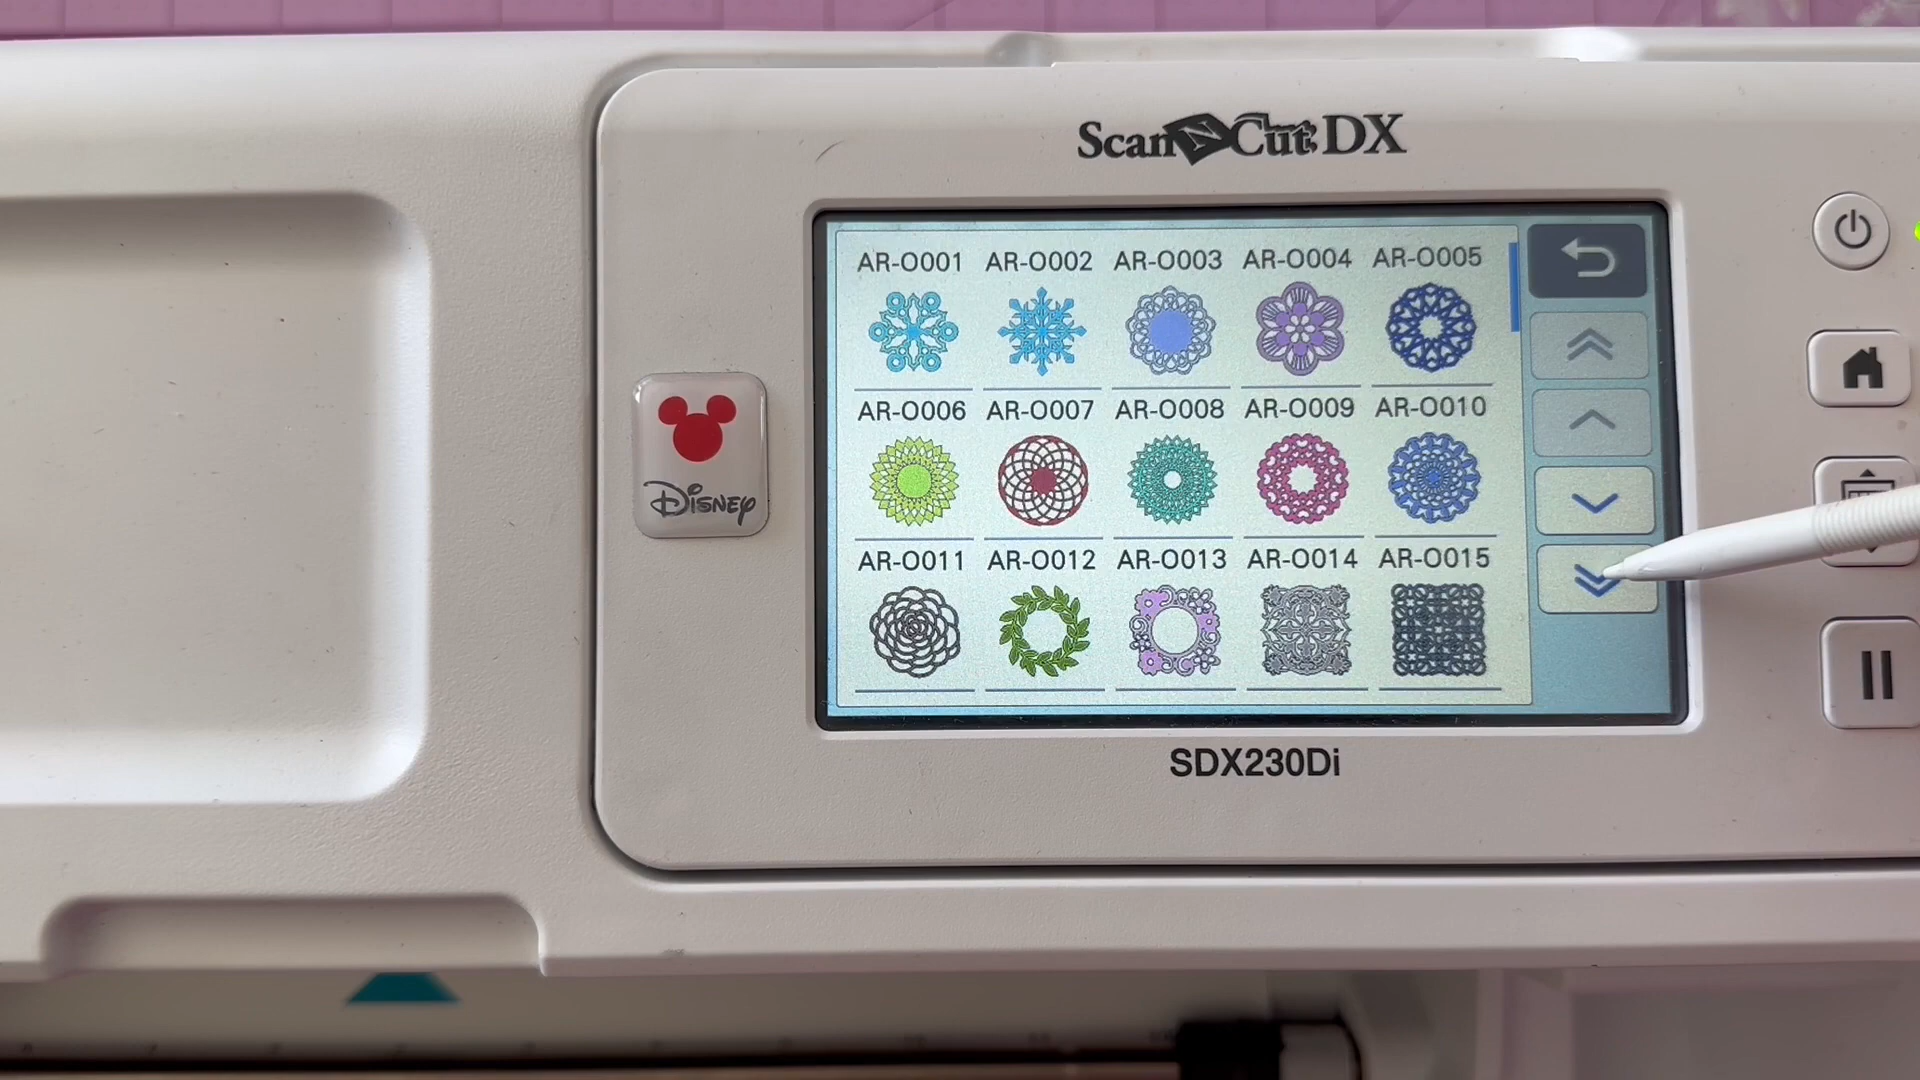 ScanNCut DX
AR-O001 AR-O002 AR-O003 AR-O004 AR-O005
AR-O006 AR-O007 AR-O008 AR-O009 AR-O010
AR-O011 AR-O012 AR-O013 AR-O014 AR-O015
Disney
SDX230Di